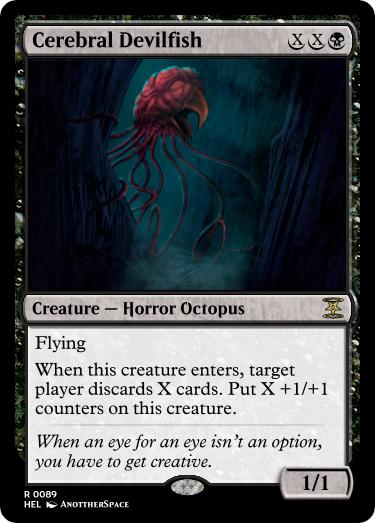 Cerebral Devilfish XX
Creature — Horror Octopus
Flying
When this creature enters, target
player discards X cards. Put X +1/+1
counters on this creature.
When an eye for an eye isn't an option,
you have to get creative.
1/1
R 0089
HEL AnottherSpace